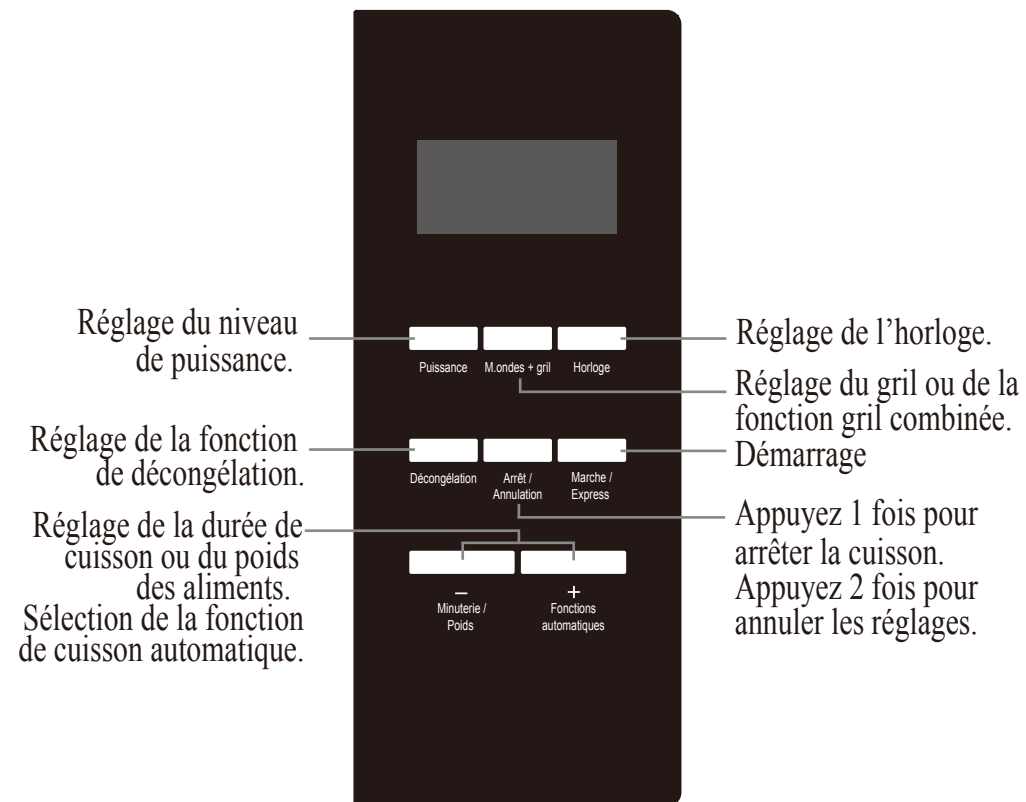 Réglage du niveau
de puissance.
Réglage de la fonction
de décongélation.
Réglage de la durée de
cuisson ou du poids
des aliments.
Sélection de la fonction
de cuisson automatique.
Puissance
M.ondes + gril
Horloge
Décongélation
Arrêt /
Annulation
Marche /
Express
–
Minuterie /
Poids
+
Fonctions
automatiques
Réglage de l’horloge.
Réglage du gril ou de la
fonction gril combinée.
Démarrage
Appuyez 1 fois pour
arrêter la cuisson.
Appuyez 2 fois pour
annuler les réglages.